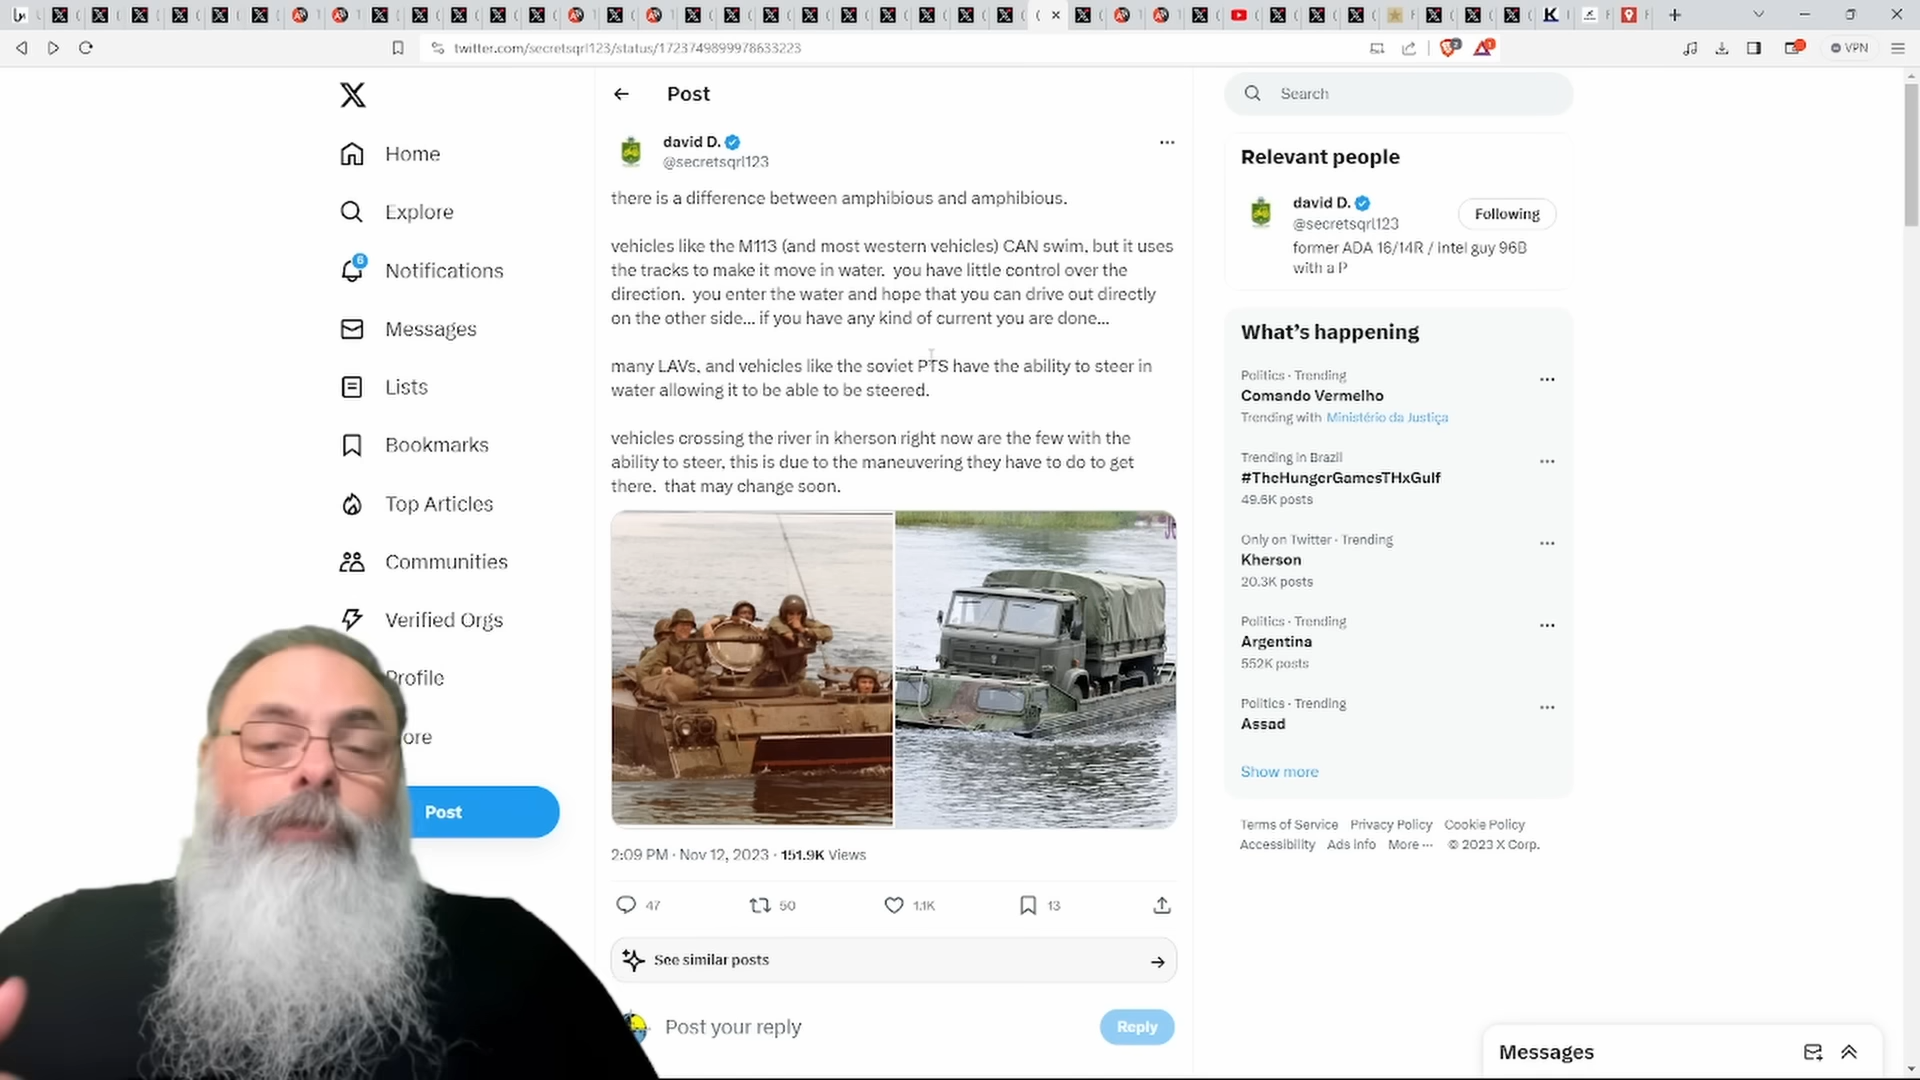 twitter.com/secretsqrl123/status/1723749899978633223
VPN
Home
Explore
6
Notifications
Messages
Lists
Bookmarks
Top Articles
Communities
Verified Orgs
Profile
ore
Post
Post
david D.
@secretsqrl123
there is a difference between amphibious and amphibious.
vehicles like the M113 (and most western vehicles) CAN swim, but it uses
the tracks to make it move in water.  you have little control over the
direction.  you enter the water and hope that you can drive out directly
on the other side... if you have any kind of current you are done...
many LAVs, and vehicles like the soviet PTS have the ability to steer in
water allowing it to be able to be steered.
vehicles crossing the river in kherson right now are the few with the
ability to steer, this is due to the maneuvering they have to do to get
there.  that may change soon.
2:09 PM · Nov 12, 2023 · 151.9K Views
47
50
1.1K
13
See similar posts
Post your reply
Reply
Search
Relevant people
david D.
@secretsqrl123
Following
former ADA 16/14R / intel guy 96B
with a P
What's happening
Politics · Trending
Comando Vermelho
Trending with Ministério da Justiça
Trending in Brazil
#TheHungerGamesTHxGulf
49.6K posts
Only on Twitter · Trending
Kherson
20.3K posts
Politics · Trending
Argentina
552K posts
Politics · Trending
Assad
Show more
Terms of Service Privacy Policy Cookie Policy
Accessibility Ads info More ··· © 2023 X Corp.
Messages